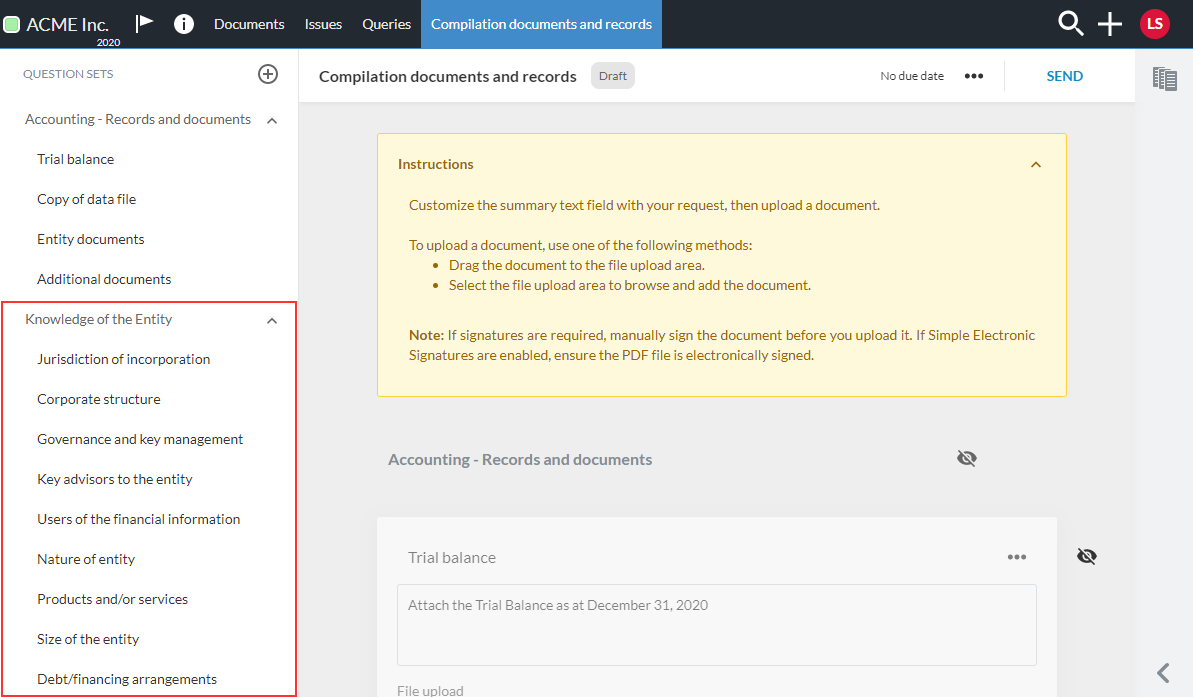 ACME Inc.
2020
Documents
Issues
Queries
Compilation documents and records
LS
QUESTION SETS
Accounting - Records and documents
Trial balance
Copy of data file
Entity documents
Additional documents
Knowledge of the Entity
Jurisdiction of incorporation
Corporate structure
Governance and key management
Key advisors to the entity
Users of the financial information
Nature of entity
Products and/or services
Size of the entity
Debt/financing arrangements
Compilation documents and records
Draft
No due date
SEND
Instructions
Customize the summary text field with your request, then upload a document.
To upload a document, use one of the following methods:
• Drag the document to the file upload area.
• Select the file upload area to browse and add the document.
Note: If signatures are required, manually sign the document before you upload it. If Simple Electronic
Signatures are enabled, ensure the PDF file is electronically signed.
Accounting - Records and documents
Trial balance
Attach the Trial Balance as at December 31, 2020
File upload